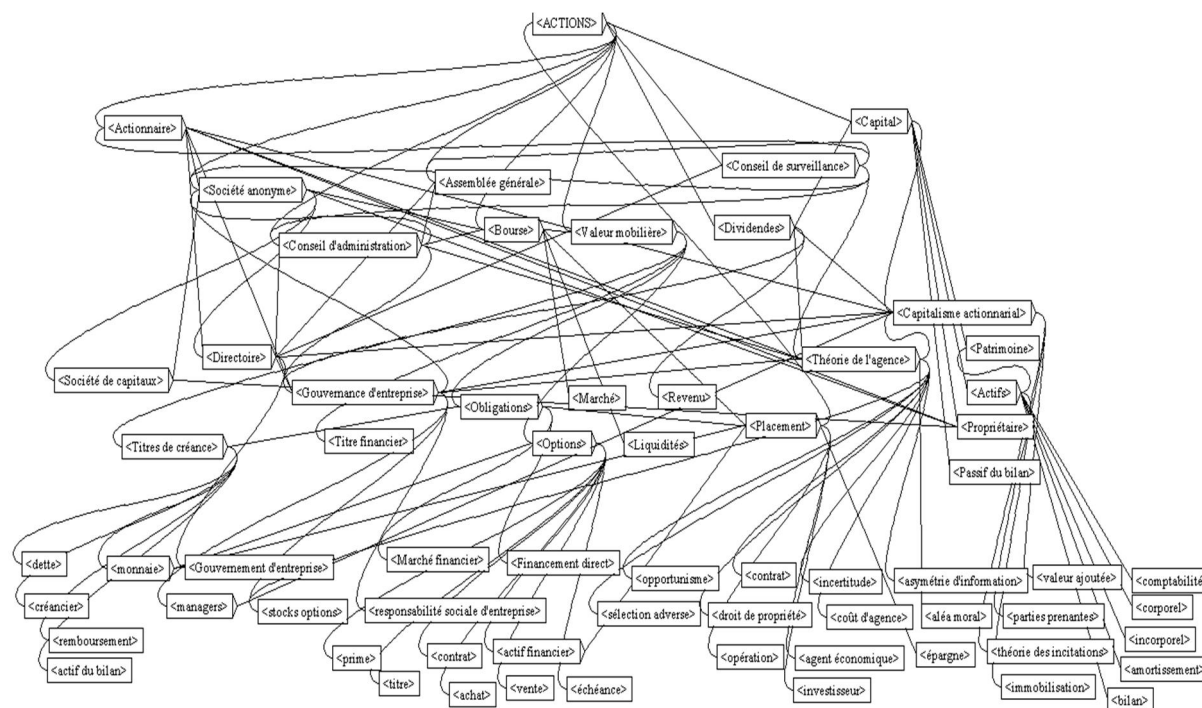 <ACTIONS>
<Actionnaire>
<Capital>
<Conseil de surveillance>
<Société anonyme>
<Assemblée générale>
<Conseil d'administration>
<Bourse>
<Valeur mobilière>
<Dividendes>
<Capitalisme actionnarial>
<Directoire>
<Théorie de l'agence>
<Patrimoine>
<Société de capitaux>
<Gouvernance d'entreprise>
<Obligations>
<Marché>
<Revenu>
<Actifs>
<Titres de créance>
<Titre financier>
<Options>
<Liquidités>
<Placement>
<Propriétaire>
<Passif du bilan>
<dette>
<monnaie>
<Gouvernement d'entreprise>
<Marché financier>
<Financement direct>
<opportunisme>
<contrat>
<incertitude>
<asymétrie d'information>
<valeur ajoutée>
<comptabilité>
<créancier>
<managers>
<stocks options>
<responsabilité sociale d'entreprise>
<sélection adverse>
<droit de propriété>
<coût d'agence>
<aléa moral>
<parties prenantes>
<corporel>
<remboursement>
<incorporel>
<actif du bilan>
<prime>
<contrat>
<actif financier>
<opération>
<agent économique>
<épargne>
<théorie des incitations>
<amortissement>
<titre>
<achat>
<vente>
<échéance>
<investisseur>
<immobilisation>
<bilan>